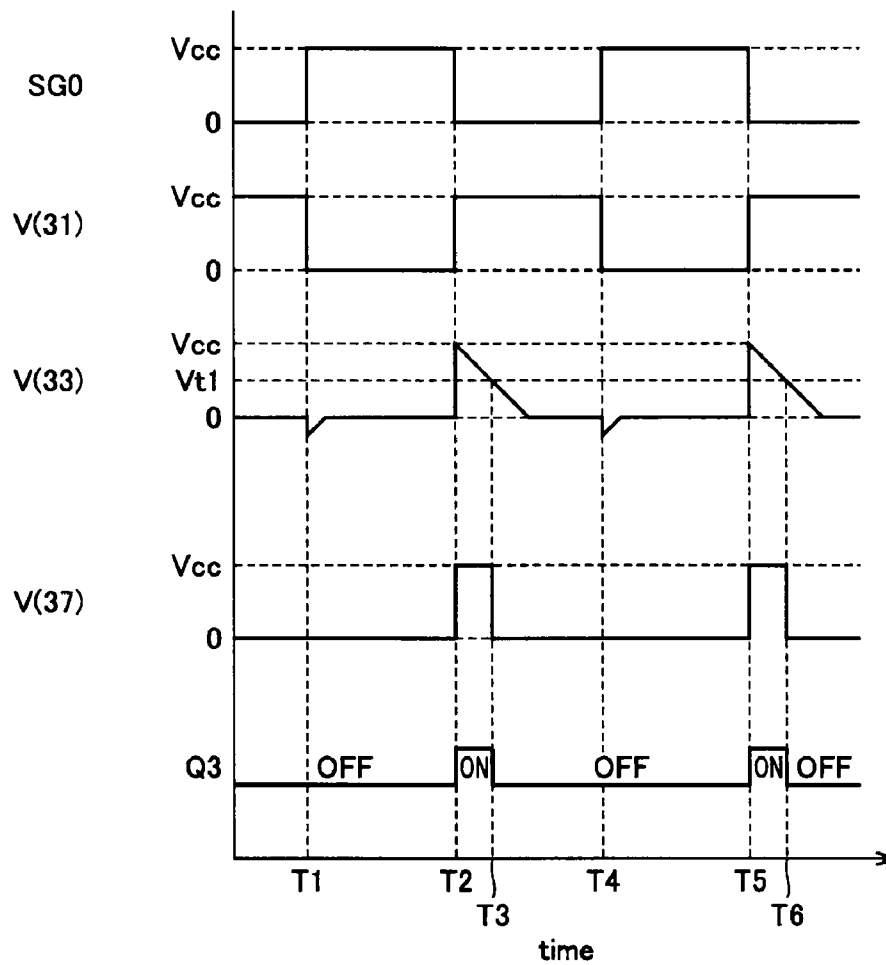 Vcc
SG0
0
Vcc
V(31)
0
Vcc
V(33)
Vt1
0
Vcc
V(37)
0
Q3
OFF
ON
OFF
ON
OFF
T1
T2
T4
T5
T3
T6
time